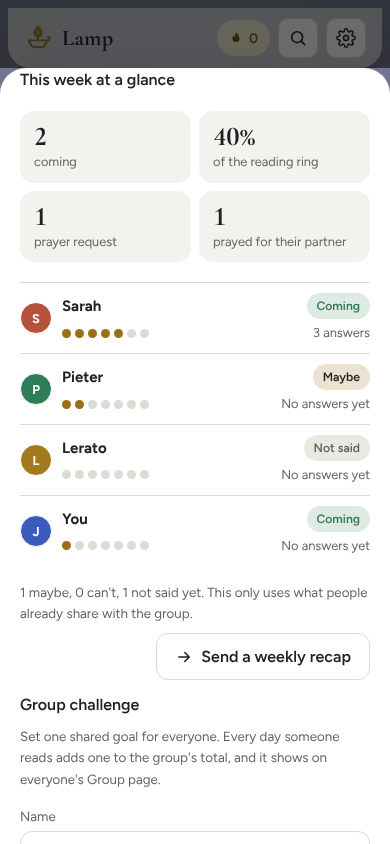 Lamp
0
This week at a glance
2
coming
40%
of the reading ring
1
prayer request
1
prayed for their partner
S
Sarah
Coming
3 answers
P
Pieter
Maybe
No answers yet
L
Lerato
Not said
No answers yet
J
You
Coming
No answers yet
1 maybe, 0 can't, 1 not said yet. This only uses what people
already share with the group.
→ Send a weekly recap
Group challenge
Set one shared goal for everyone. Every day someone
reads adds one to the group's total, and it shows on
everyone's Group page.
Name